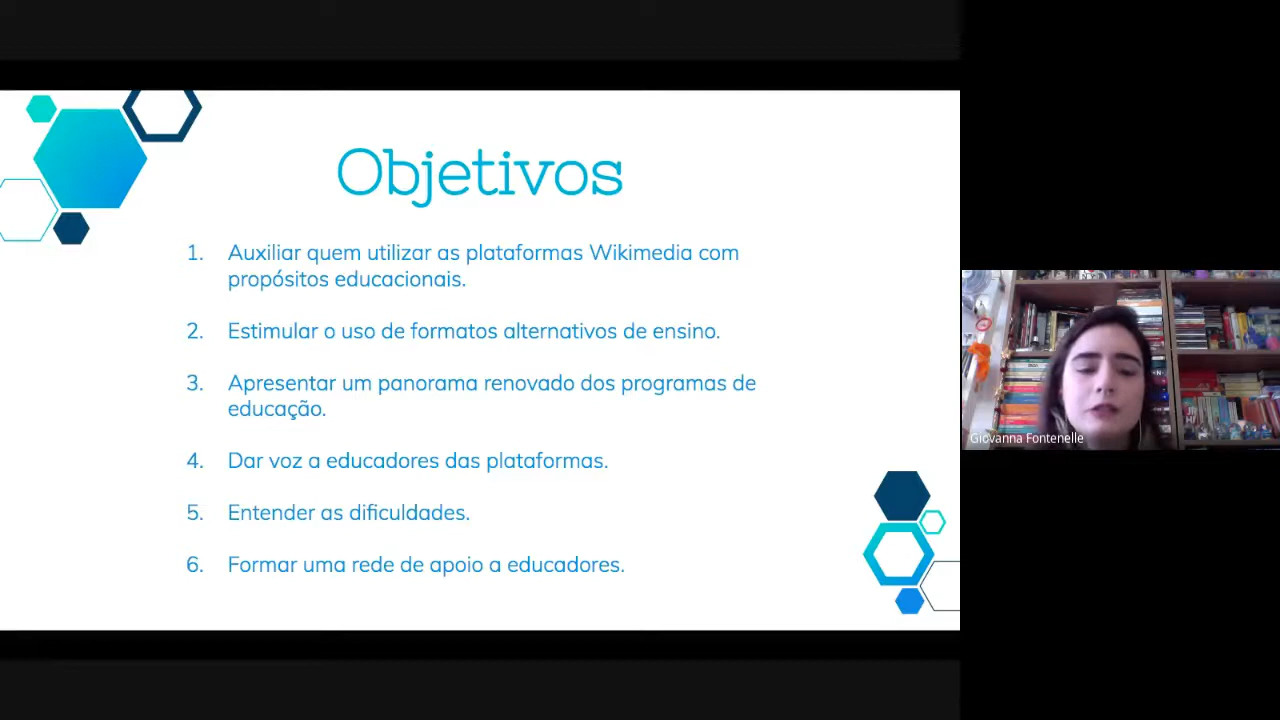 Objetivos
1. Auxiliar quem utilizar as plataformas Wikimedia com
propósitos educacionais.
2. Estimular o uso de formatos alternativos de ensino.
3. Apresentar um panorama renovado dos programas de
educação.
4. Dar voz a educadores das plataformas.
5. Entender as dificuldades.
6. Formar uma rede de apoio a educadores.
Giovanna Fontenelle